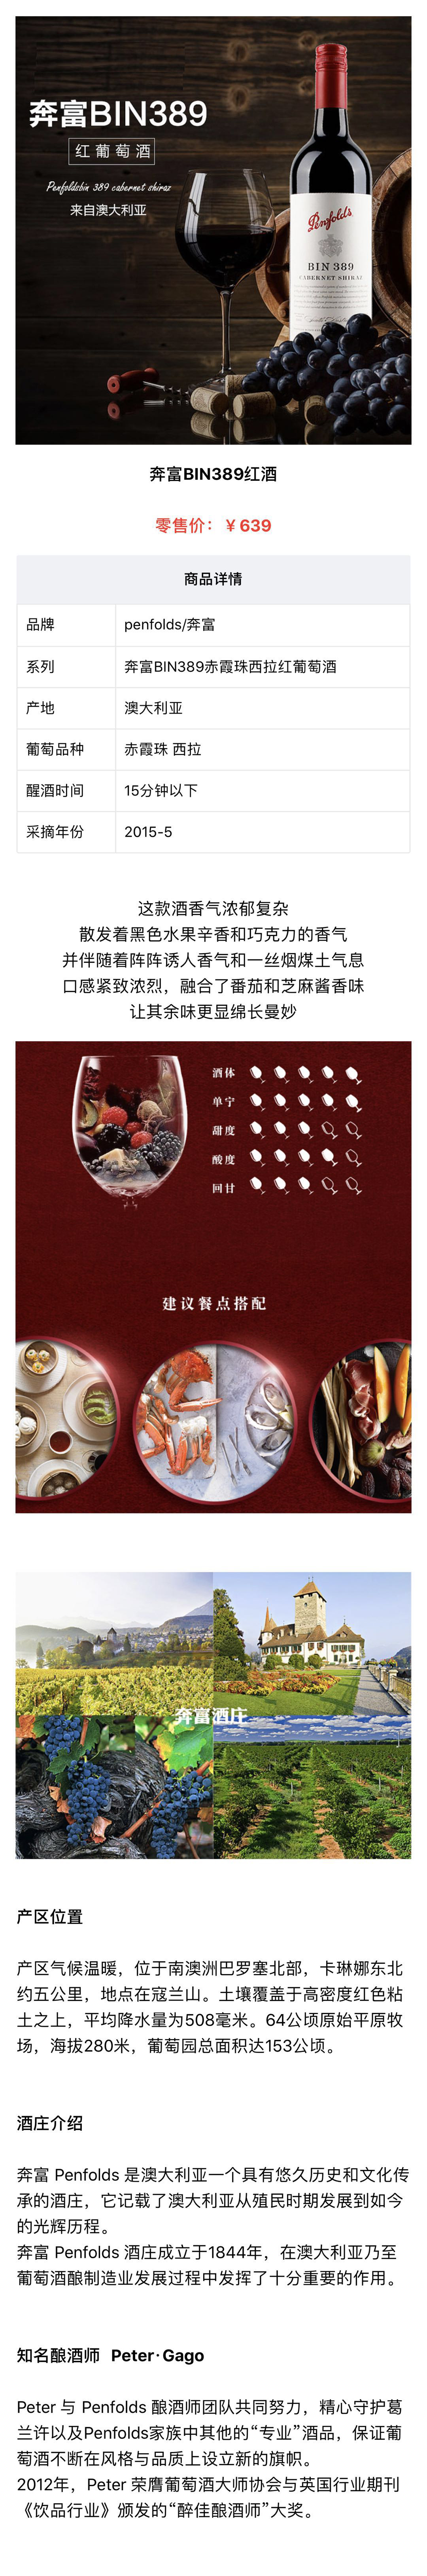 奔富BIN389
红葡萄酒
Penfoldsbin 389 cabernet shiraz
来自澳大利亚
Penfolds
BIN 389
CABERNET SHIRAZ
奔富BIN389红酒
零售价：￥639
商品详情
品牌 penfolds/奔富
系列 奔富BIN389赤霞珠西拉红葡萄酒
产地 澳大利亚
葡萄品种 赤霞珠 西拉
醒酒时间 15分钟以下
采摘年份 2015-5
这款酒香气浓郁复杂
散发着黑色水果辛香和巧克力的香气
并伴随着阵阵诱人香气和一丝烟煤土气息
口感紧致浓烈，融合了番茄和芝麻酱香味
让其余味更显绵长曼妙
酒体
单宁
甜度
酸度
回甘
建议餐点搭配
奔富酒庄
产区位置
产区气候温暖，位于南澳洲巴罗塞北部，卡琳娜东北
约五公里，地点在寇兰山。土壤覆盖于高密度红色粘
土之上，平均降水量为508毫米。64公顷原始平原牧
场，海拔280米，葡萄园总面积达153公顷。
酒庄介绍
奔富 Penfolds 是澳大利亚一个具有悠久历史和文化传
承的酒庄，它记载了澳大利亚从殖民时期发展到如今
的光辉历程。
奔富 Penfolds 酒庄成立于1844年，在澳大利亚乃至
葡萄酒酿制造业发展过程中发挥了十分重要的作用。
知名酿酒师 Peter·Gago
Peter 与 Penfolds 酿酒师团队共同努力，精心守护葛
兰许以及Penfolds家族中其他的“专业”酒品，保证葡
萄酒不断在风格与品质上设立新的旗帜。
2012年，Peter 荣膺葡萄酒大师协会与英国行业期刊
《饮品行业》颁发的“醉佳酿酒师”大奖。